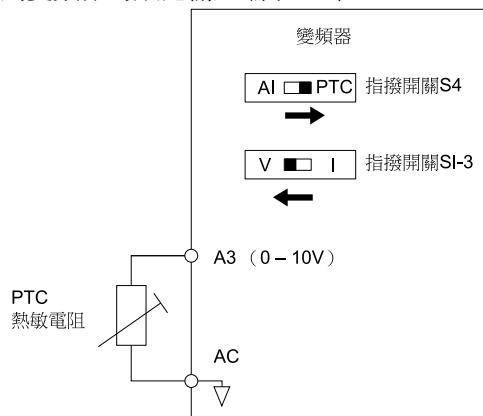 變頻器
AI PTC 指撥開關S4
V I 指撥開關SI-3
A3（0–10V）
PTC
熱敏電阻
AC